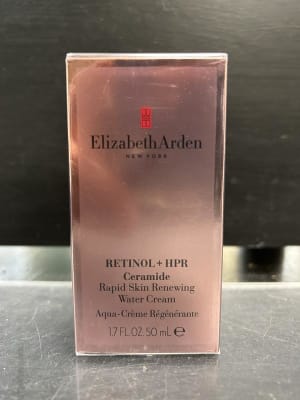 Elizabeth Arden
NEW YORK
RETINOL + HPR
Ceramide
Rapid Skin Renewing
Water Cream
Aqua-Crème Régénérante
1.7 FL.OZ. 50 mL ℮